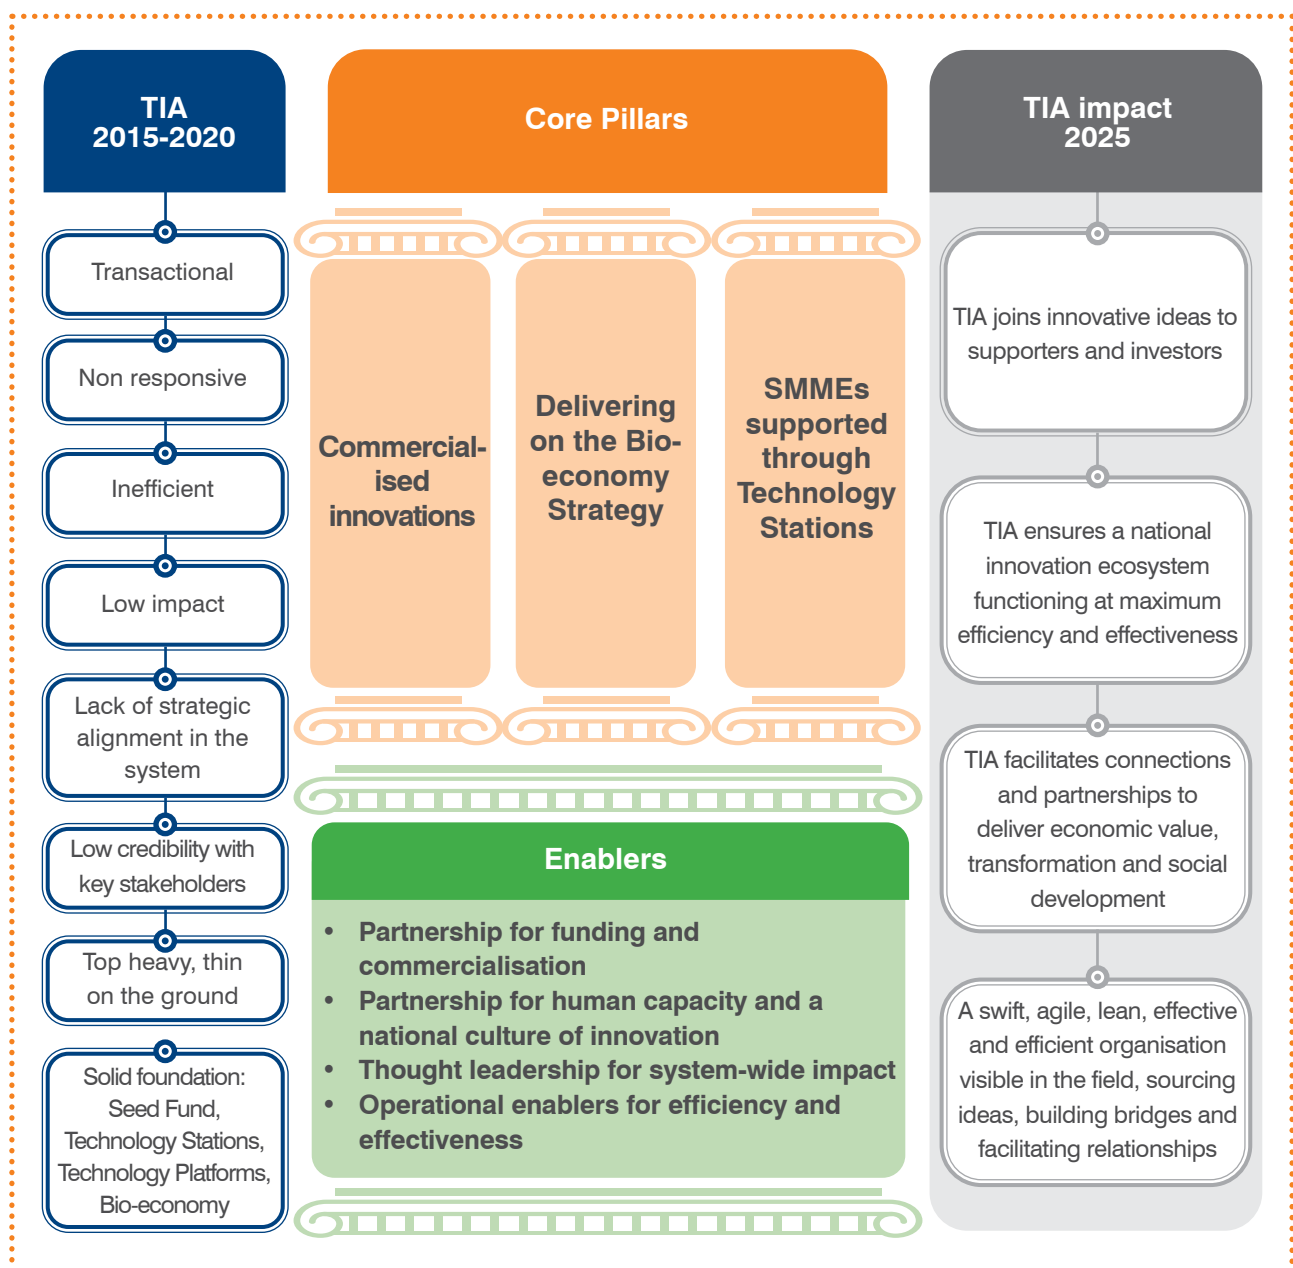 TIA
2015-2020
Transactional
Non responsive
Inefficient
Low impact
Lack of strategic
alignment in the
system
Low credibility with
key stakeholders
Top heavy, thin
on the ground
Solid foundation:
Seed Fund,
Technology Stations,
Technology Platforms,
Bio-economy
Core Pillars
Commercial-
ised
innovations
Delivering
on the Bio-
economy
Strategy
SMMEs
supported
through
Technology
Stations
Enablers
• Partnership for funding and
commercialisation
• Partnership for human capacity and a
national culture of innovation
• Thought leadership for system-wide impact
• Operational enablers for efficiency and
effectiveness
TIA impact
2025
TIA joins innovative ideas to
supporters and investors
TIA ensures a national
innovation ecosystem
functioning at maximum
efficiency and effectiveness
TIA facilitates connections
and partnerships to
deliver economic value,
transformation and social
development
A swift, agile, lean, effective
and efficient organisation
visible in the field, sourcing
ideas, building bridges and
facilitating relationships